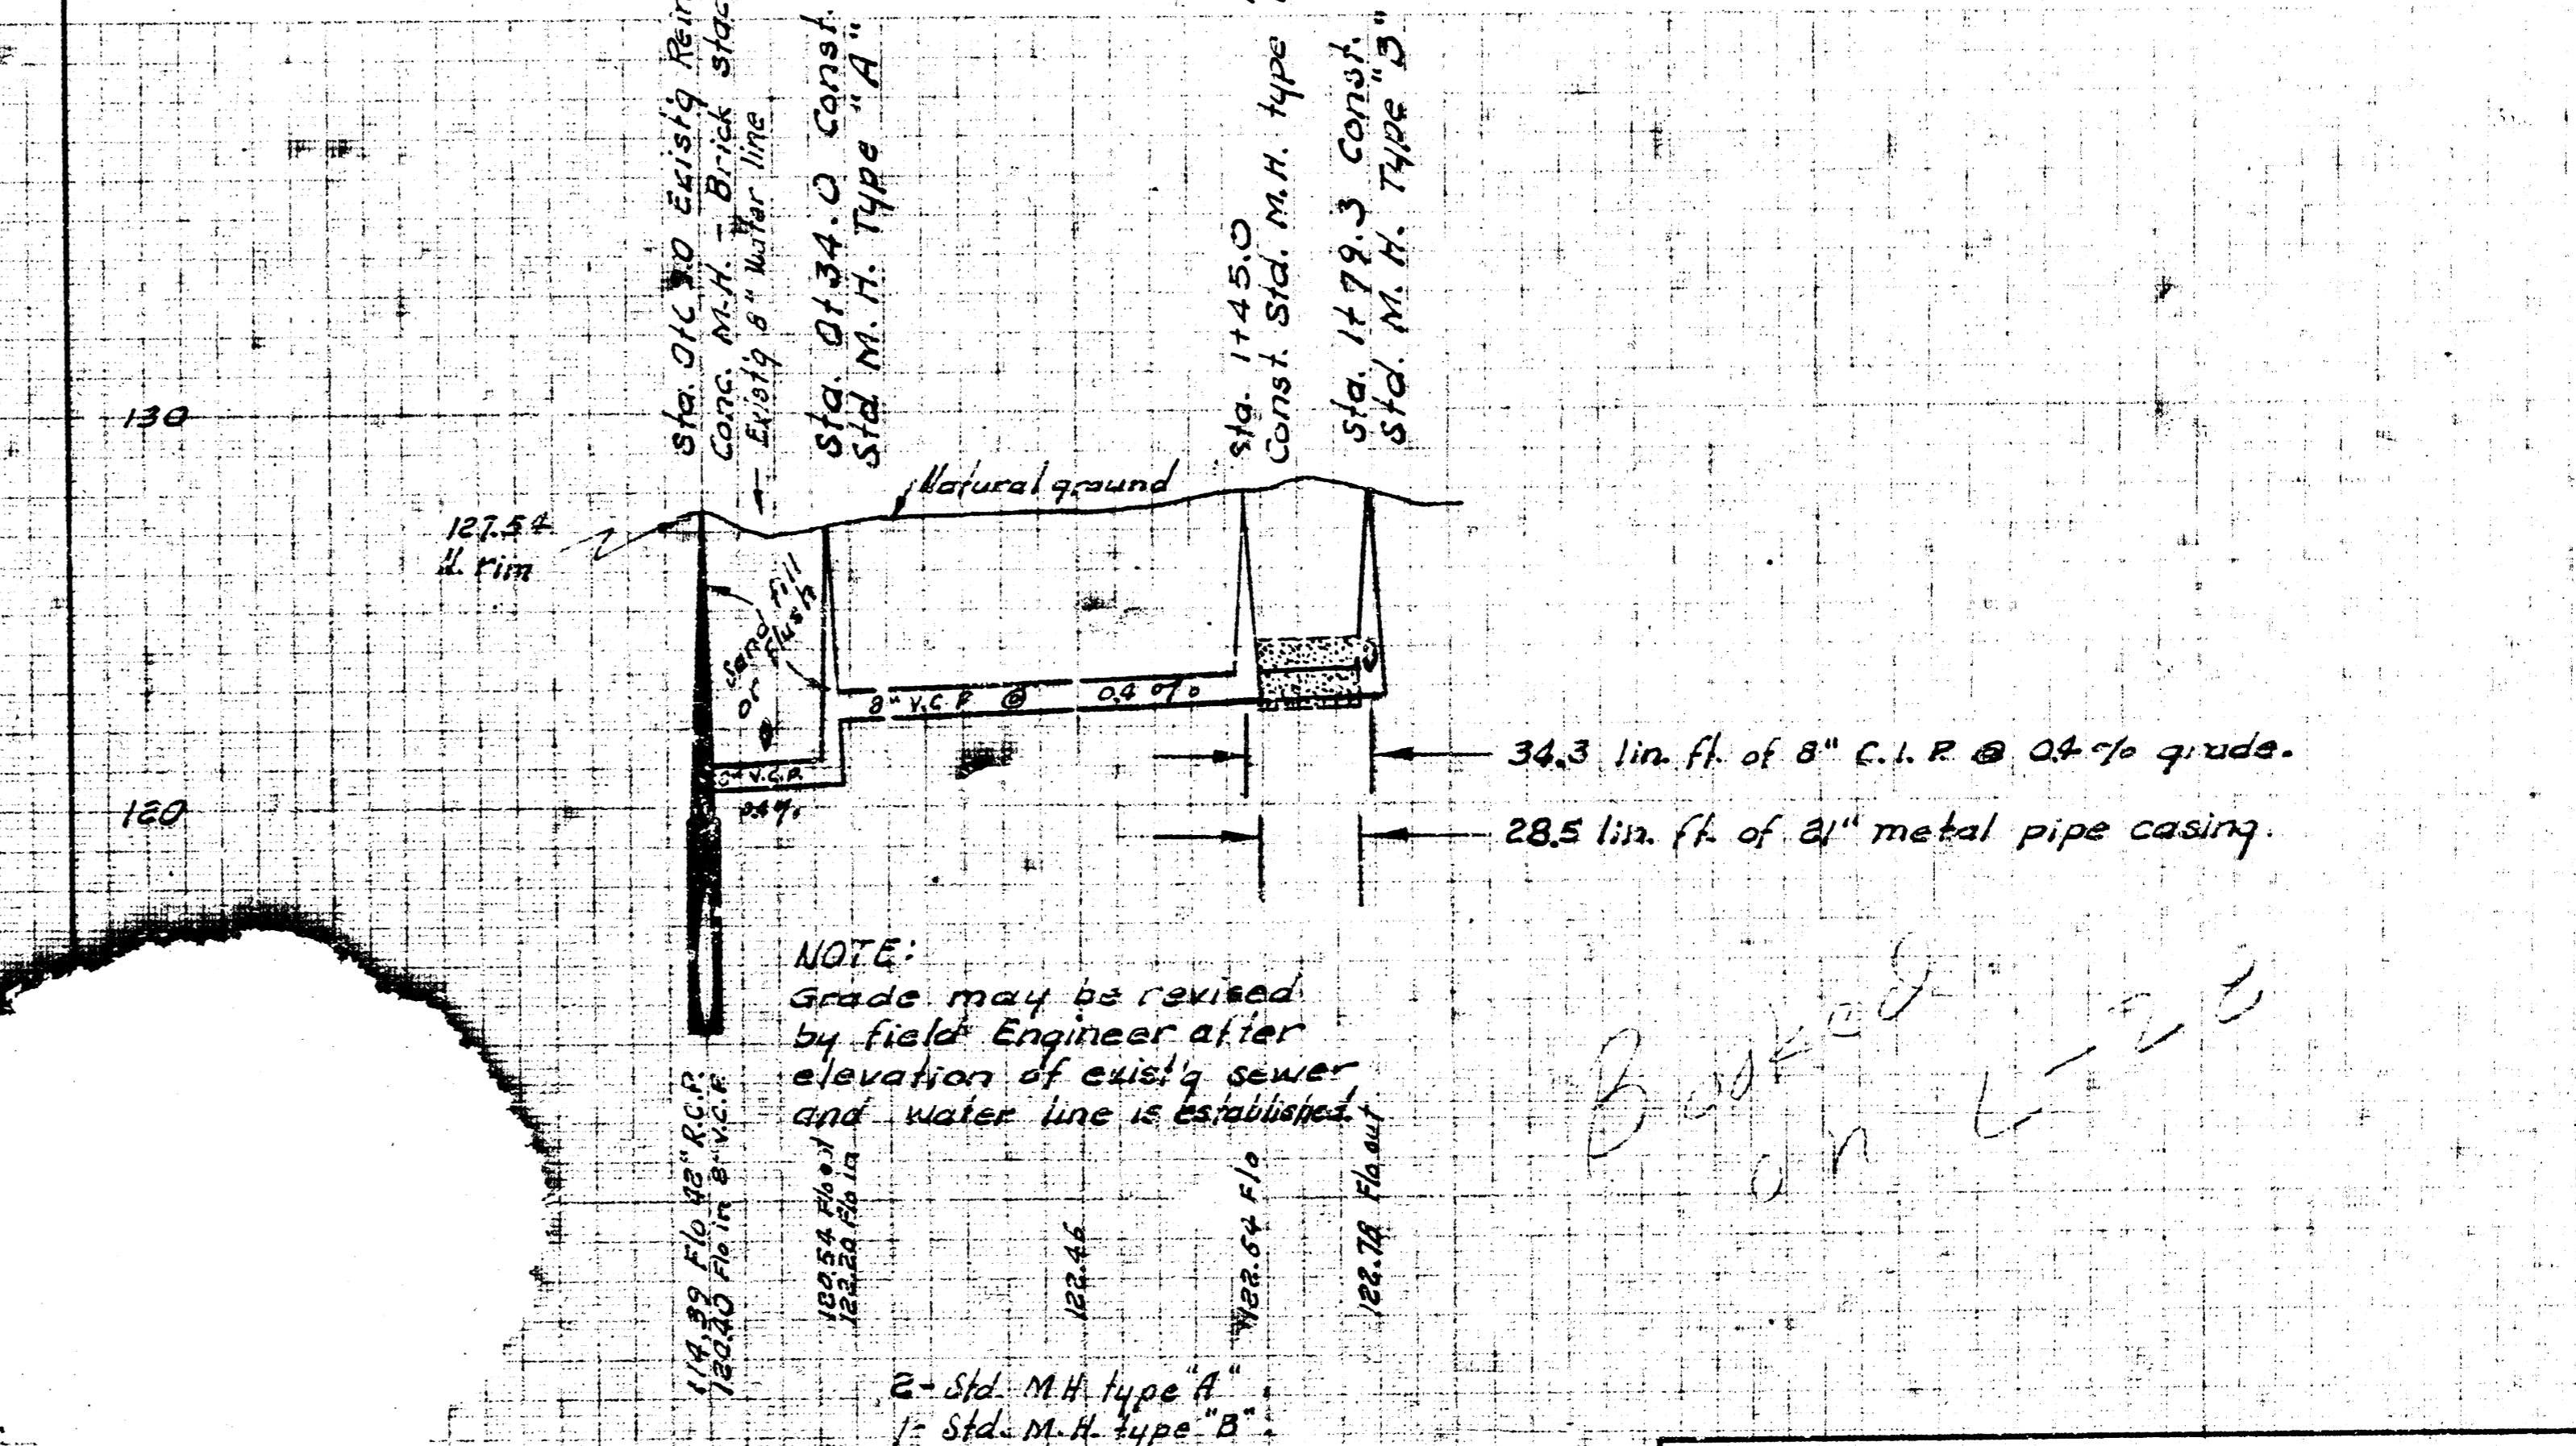 Sta. 0+ Exist'g Rein
Conc. M.H. - Brick stac
Exist'g 8" Water line
Sta. 0+34.0 Const.
Std M.H. Type "A"
Sta. 1+45.0
Const. Std. M.H. type
Sta. 1+79.3 Const.
Std. M.H. Type "B"
130
Natural ground
127.54
rim
Sand fill
or flush
8" V.C.P. @ 0.4 %
8" V.C.P.
0.4%
120
34.3 lin. ft. of 8" C.I.P. @ 0.4 % grade.
28.5 lin. ft. of 21" metal pipe casing.
NOTE:
Grade may be revised
by field Engineer after
elevation of exist'g sewer
and water line is established.
114.39 Flo 42" R.C.P.
120.40 Flo in 8" V.C.P.
120.54 Flo out
122.20 Flo in
122.46
122.64 Flo
122.78 Flo out
2- Std. M.H. type "A".
1- Std. M.H. type "B".